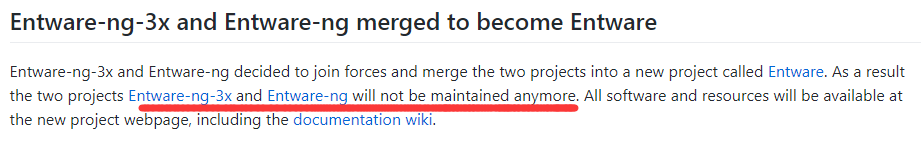 Entware-ng-3x and Entware-ng merged to become Entware
Entware-ng-3x and Entware-ng decided to join forces and merge the two projects into a new project called Entware. As a result
the two projects Entware-ng-3x and Entware-ng will not be maintained anymore. All software and resources will be available at
the new project webpage, including the documentation wiki.